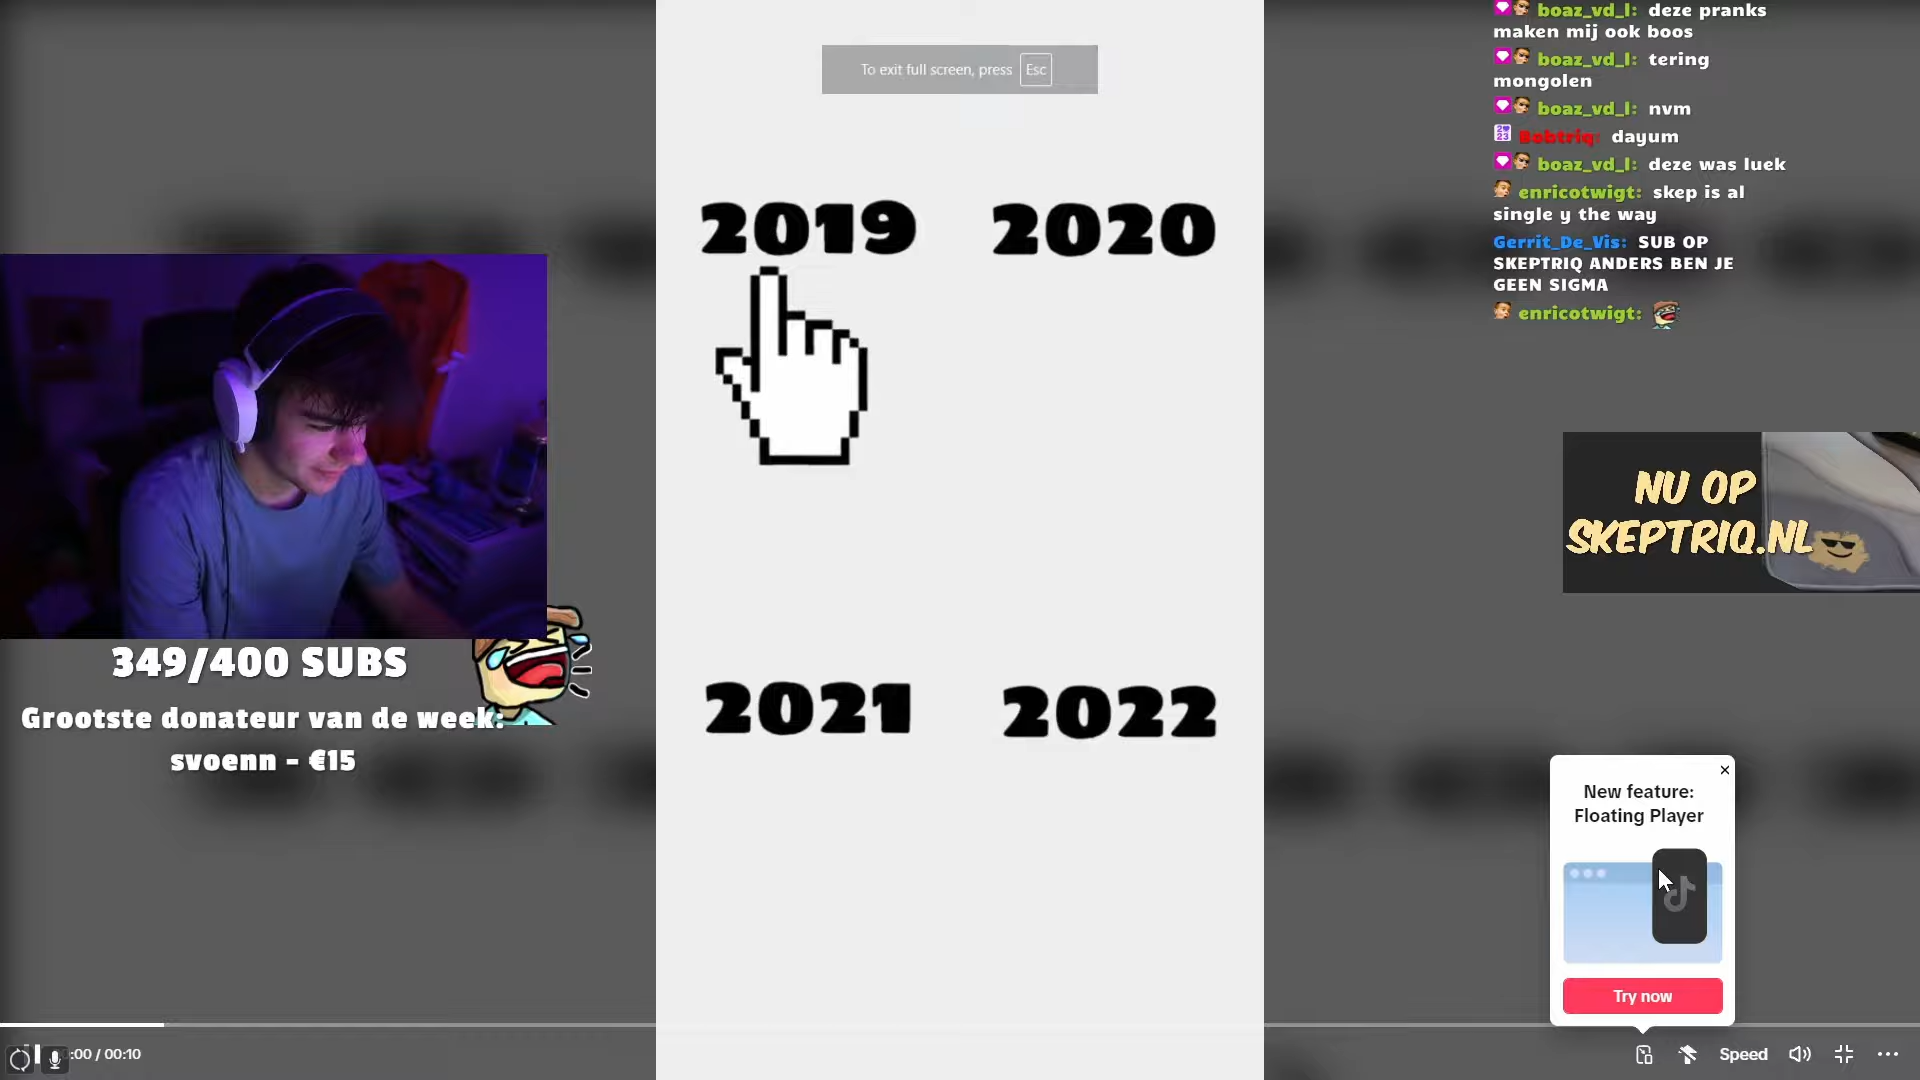 To exit full screen, press Esc
2019 2020
2021 2022
349/400 SUBS
Grootste donateur van de week:
svoenn - €15
boaz_vd_l: deze pranks
maken mij ook boos
boaz_vd_l: tering
mongolen
boaz_vd_l: nvm
Bobtriq: dayum
boaz_vd_l: deze was luek
enricotwigt: skep is al
single y the way
Gerrit_De_Vis: SUB OP
SKEPTRIQ ANDERS BEN JE
GEEN SIGMA
enricotwigt:
NU OP
SKEPTRIQ.NL
New feature:
Floating Player
Try now
:00 / 00:10
Speed